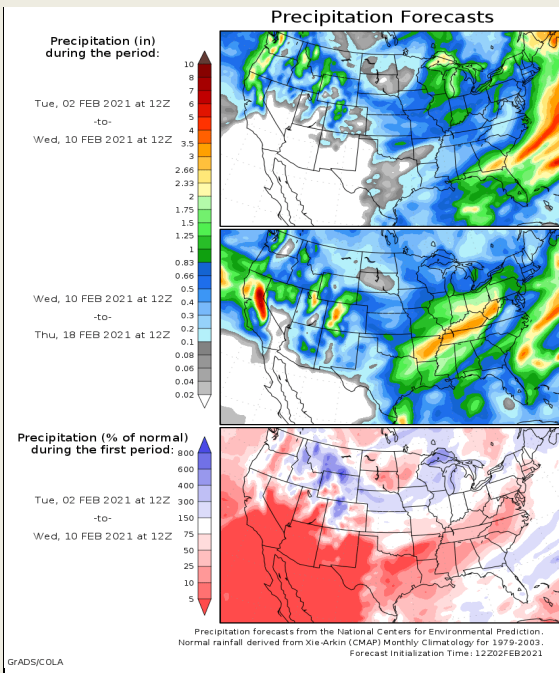 Precipitation Forecasts
Precipitation (in)
during the period:
Tue, 02 FEB 2021 at 12Z
-to-
Wed, 10 FEB 2021 at 12Z
10
8
7
6
5
4
3.5
3
2.66
2.33
2
1.75
1.5
1.25
1
0.83
0.66
0.5
0.4
0.3
0.2
0.1
0.08
0.06
0.04
0.02
Wed, 10 FEB 2021 at 12Z
-to-
Thu, 18 FEB 2021 at 12Z
Precipitation (% of normal)
during the first period:
Tue, 02 FEB 2021 at 12Z
-to-
Wed, 10 FEB 2021 at 12Z
800
600
400
300
150
75
50
25
10
5
Precipitation forecasts from the National Centers for Environmental Prediction.
Normal rainfall derived from Xie-Arkin (CMAP) Monthly Climatology for 1979-2003.
Forecast Initialization Time: 12Z02FEB2021
GrADS/COLA